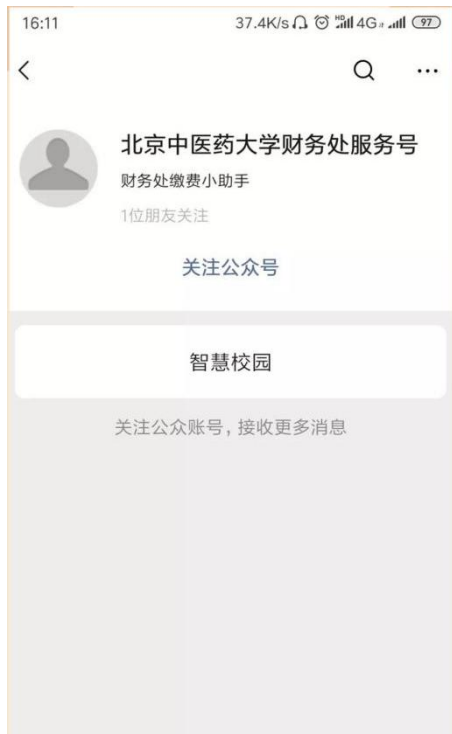 16:11 37.4K/s HD 4G 97
北京中医药大学财务处服务号
财务处缴费小助手
1位朋友关注
关注公众号
智慧校园
关注公众账号，接收更多消息